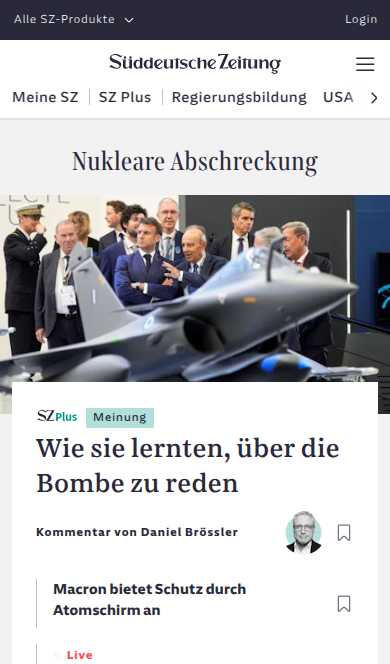 Alle SZ-Produkte
Login
Süddeutsche Zeitung
Meine SZ
SZ Plus
Regierungsbildung
USA
Nukleare Abschreckung
SZ Plus
Meinung
Wie sie lernten, über die
Bombe zu reden
Kommentar von Daniel Brössler
Macron bietet Schutz durch
Atomschirm an
Live